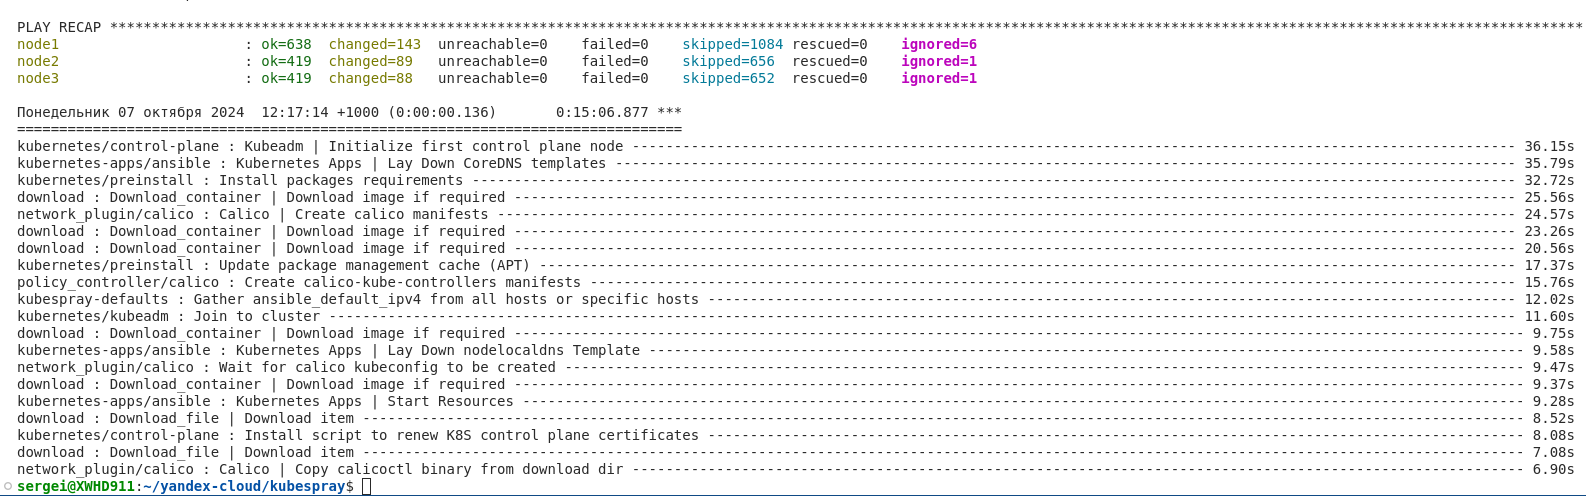 PLAY RECAP *******************************************************************************************************************************************************************************
node1                      : ok=638  changed=143  unreachable=0    failed=0    skipped=1084 rescued=0    ignored=6
node2                      : ok=419  changed=89   unreachable=0    failed=0    skipped=656  rescued=0    ignored=1
node3                      : ok=419  changed=88   unreachable=0    failed=0    skipped=652  rescued=0    ignored=1
Понедельник 07 октября 2024  12:17:14 +1000 (0:00:00.136)       0:15:06.877 ***
===============================================================================
kubernetes/control-plane : Kubeadm | Initialize first control plane node --------------------------------------------------------------------------------------------------------- 36.15s
kubernetes-apps/ansible : Kubernetes Apps | Lay Down CoreDNS templates ----------------------------------------------------------------------------------------------------------- 35.79s
kubernetes/preinstall : Install packages requirements ---------------------------------------------------------------------------------------------------------------------------- 32.72s
download : Download_container | Download image if required ----------------------------------------------------------------------------------------------------------------------- 25.56s
network_plugin/calico : Calico | Create calico manifests ------------------------------------------------------------------------------------------------------------------------- 24.57s
download : Download_container | Download image if required ----------------------------------------------------------------------------------------------------------------------- 23.26s
download : Download_container | Download image if required ----------------------------------------------------------------------------------------------------------------------- 20.56s
kubernetes/preinstall : Update package management cache (APT) -------------------------------------------------------------------------------------------------------------------- 17.37s
policy_controller/calico : Create calico-kube-controllers manifests -------------------------------------------------------------------------------------------------------------- 15.76s
kubespray-defaults : Gather ansible_default_ipv4 from all hosts or specific hosts ------------------------------------------------------------------------------------------------ 12.02s
kubernetes/kubeadm : Join to cluster --------------------------------------------------------------------------------------------------------------------------------------------- 11.60s
download : Download_container | Download image if required ------------------------------------------------------------------------------------------------------------------------ 9.75s
kubernetes-apps/ansible : Kubernetes Apps | Lay Down nodelocaldns Template -------------------------------------------------------------------------------------------------------- 9.58s
network_plugin/calico : Wait for calico kubeconfig to be created ------------------------------------------------------------------------------------------------------------------ 9.47s
download : Download_container | Download image if required ------------------------------------------------------------------------------------------------------------------------ 9.37s
kubernetes-apps/ansible : Kubernetes Apps | Start Resources ----------------------------------------------------------------------------------------------------------------------- 9.28s
download : Download_file | Download item ------------------------------------------------------------------------------------------------------------------------------------------ 8.52s
kubernetes/control-plane : Install script to renew K8S control plane certificates ------------------------------------------------------------------------------------------------- 8.08s
download : Download_file | Download item ------------------------------------------------------------------------------------------------------------------------------------------ 7.08s
network_plugin/calico : Calico | Copy calicoctl binary from download dir ---------------------------------------------------------------------------------------------------------- 6.90s
sergei@XWHD911:~/yandex-cloud/kubespray$